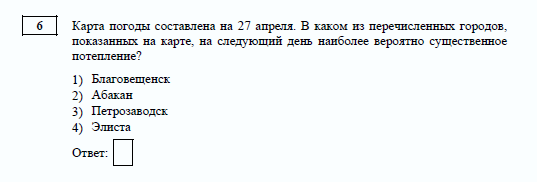 6
Карта погоды составлена на 27 апреля. В каком из перечисленных городов,
показанных на карте, на следующий день наиболее вероятно существенное
потепление?
1) Благовещенск
2) Абакан
3) Петрозаводск
4) Элиста
Ответ: